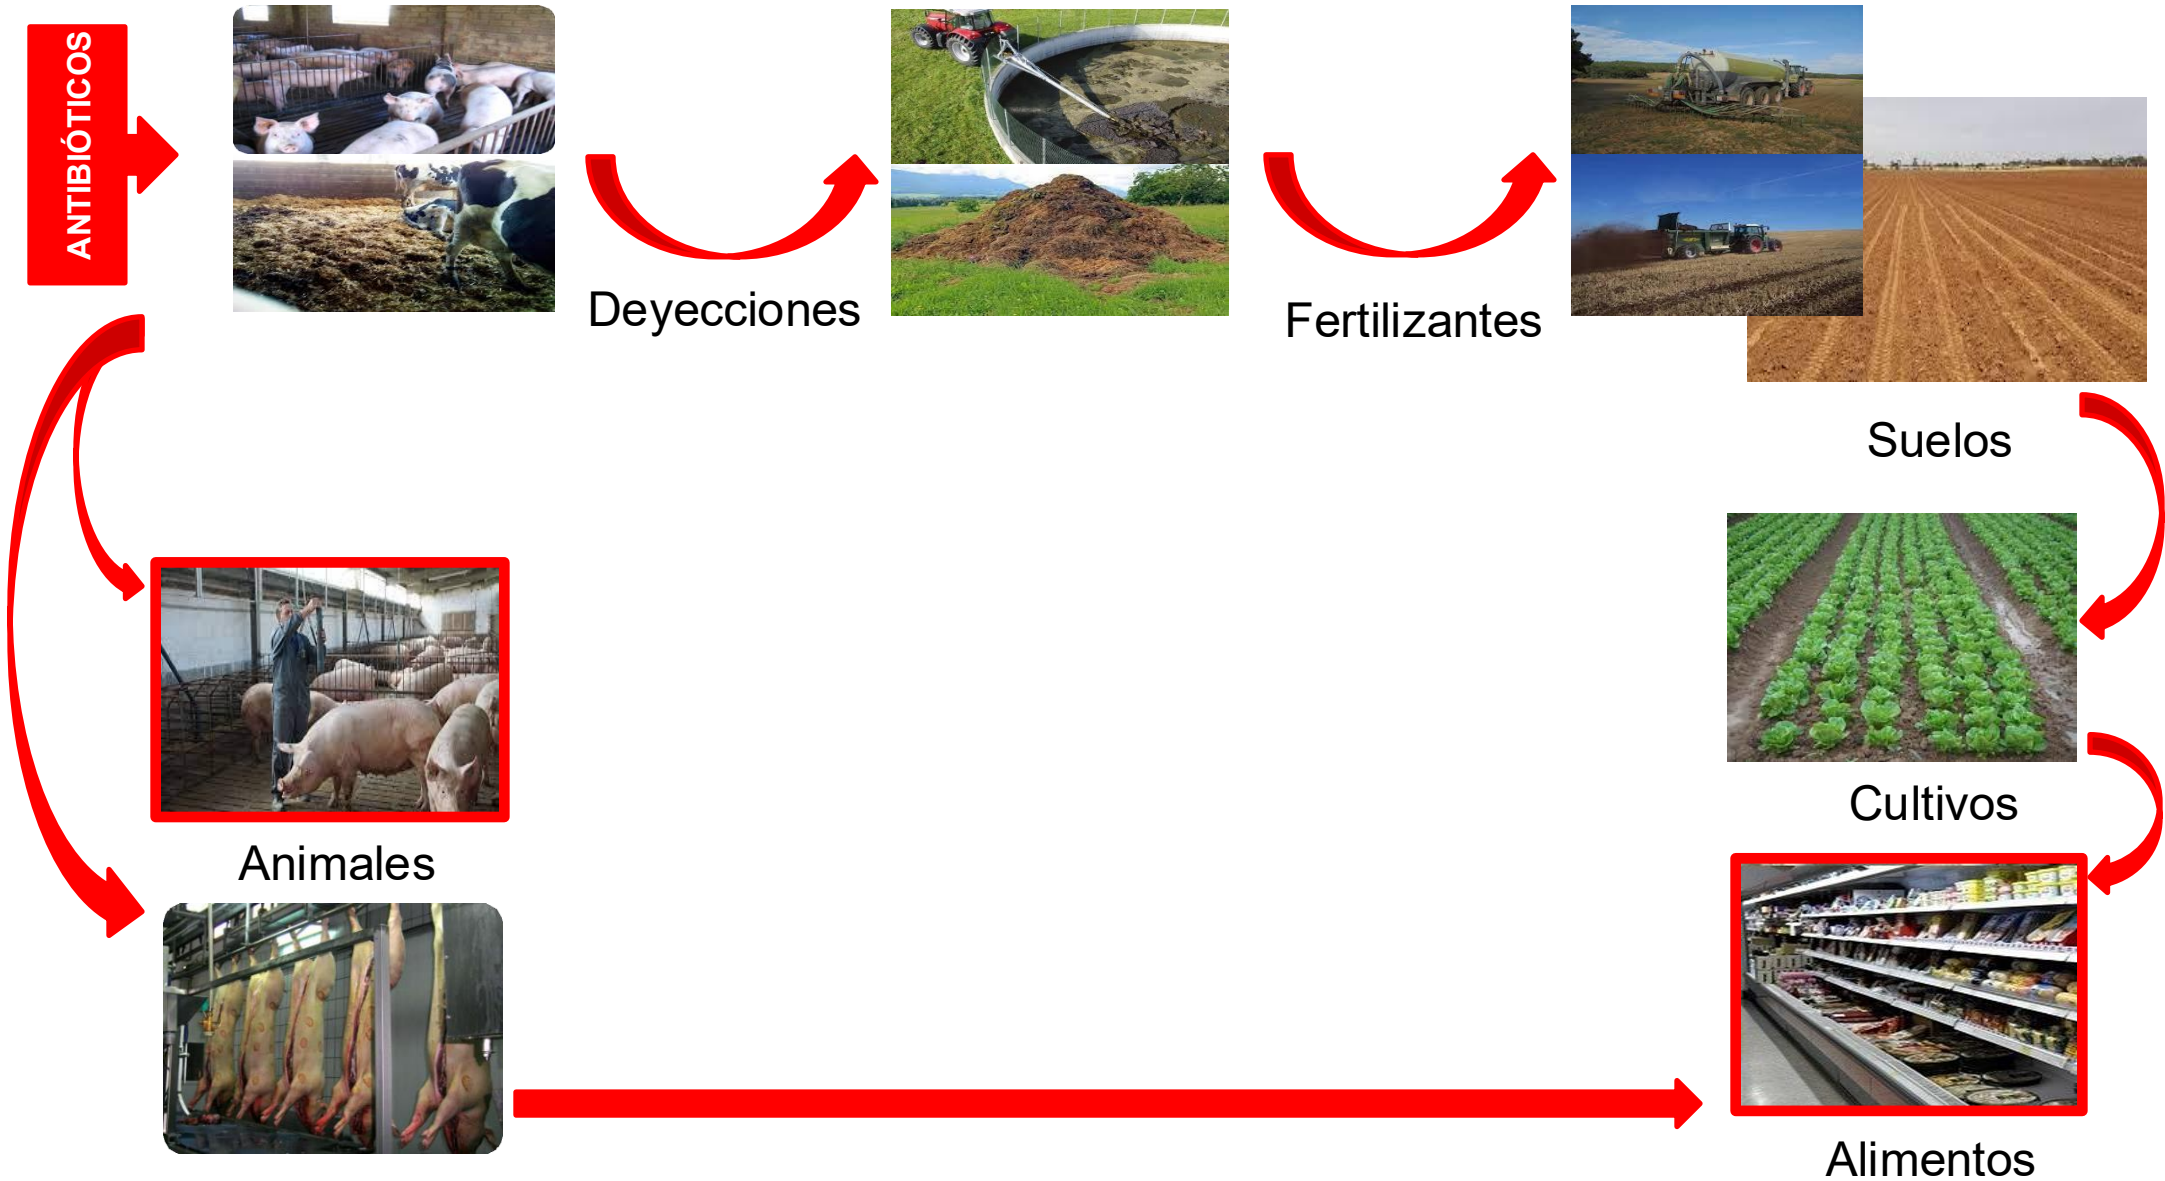 ANTIBIÓTICOS
Deyecciones
Fertilizantes
Suelos
Cultivos
Animales
Alimentos